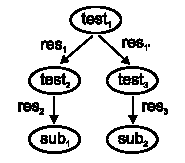 test₁
res₁ res₁'
test₂ test₃
res₂ res₃
sub₁ sub₂